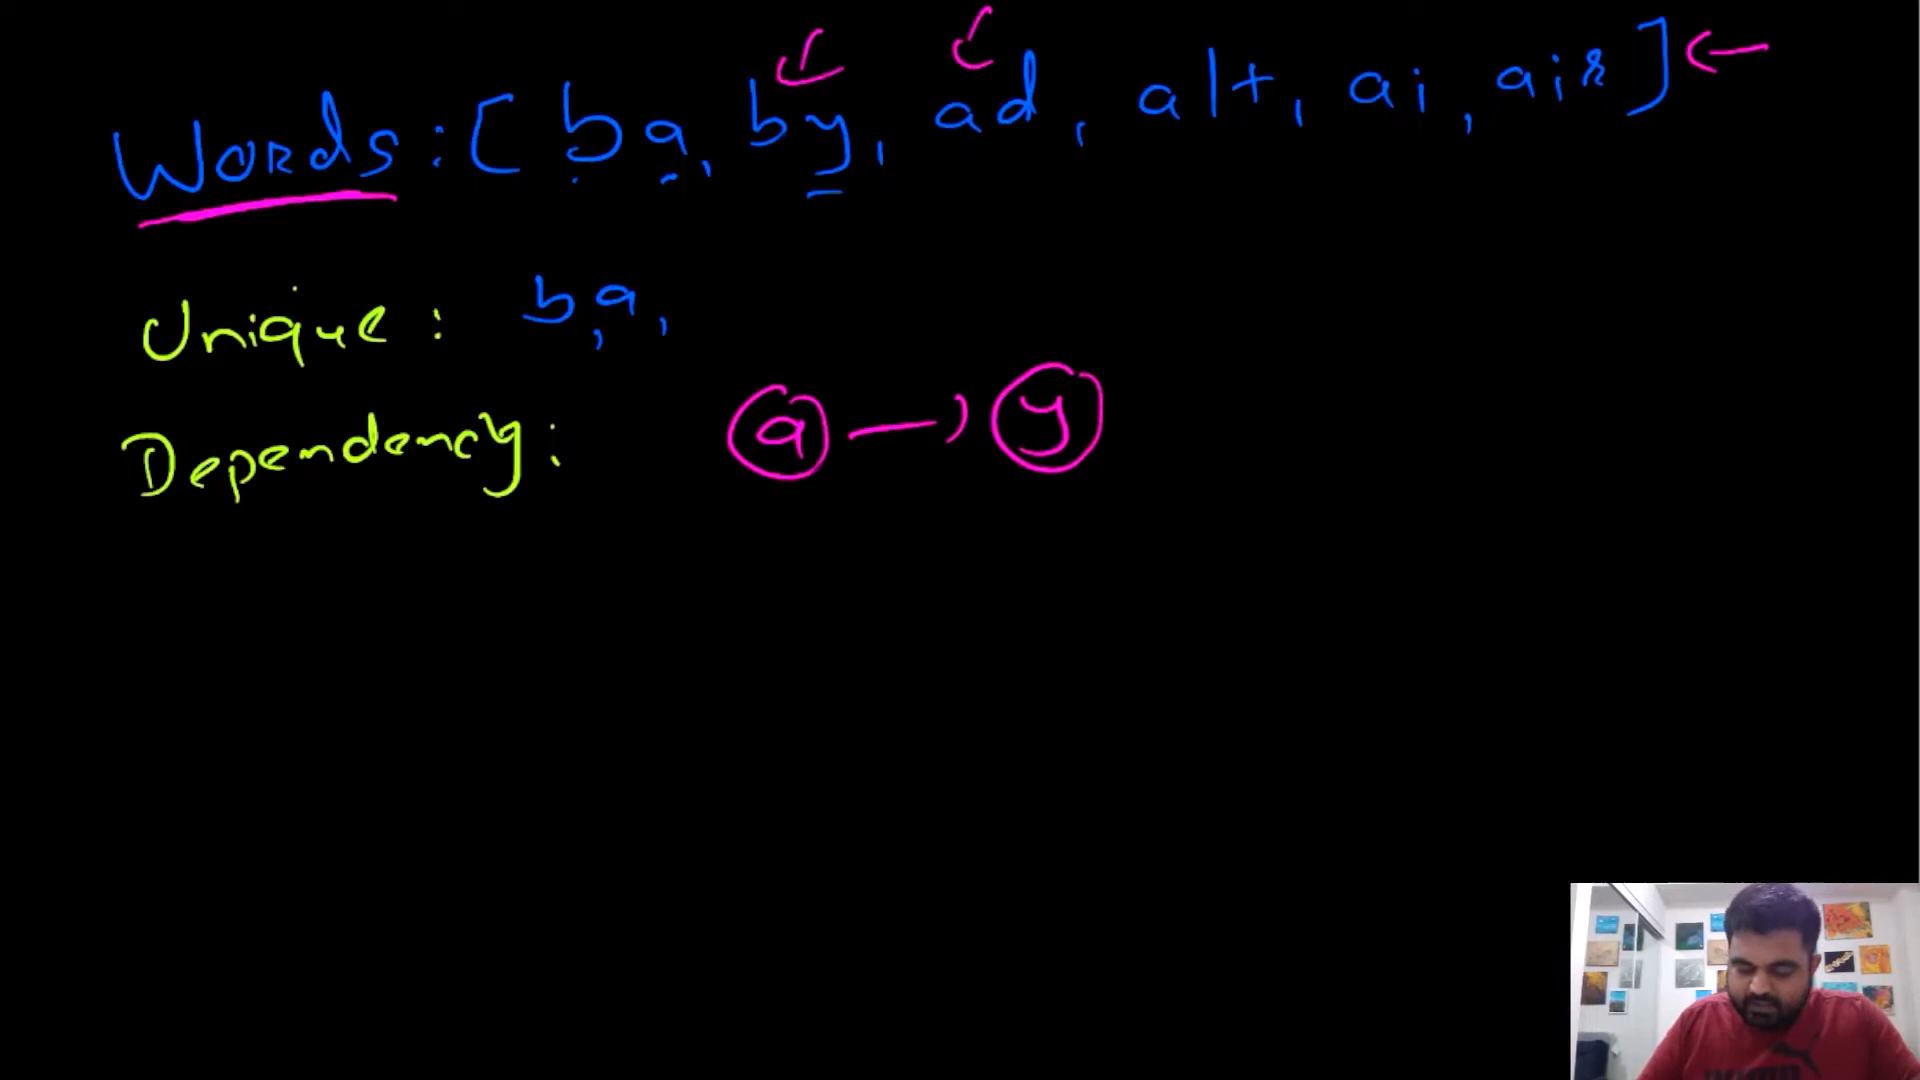 Words: [ba, by, ad, alt, ai, air]
Unique: b, a,
Dependency: a → y